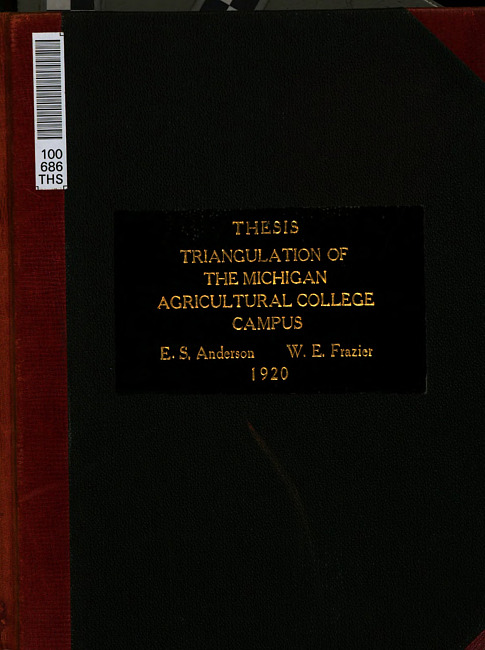 100
686
THS
THESIS
TRIANGULATION OF
THE MICHIGAN
AGRICULTURAL COLLEGE
CAMPUS
E. S. Anderson W. E. Frazier
1920